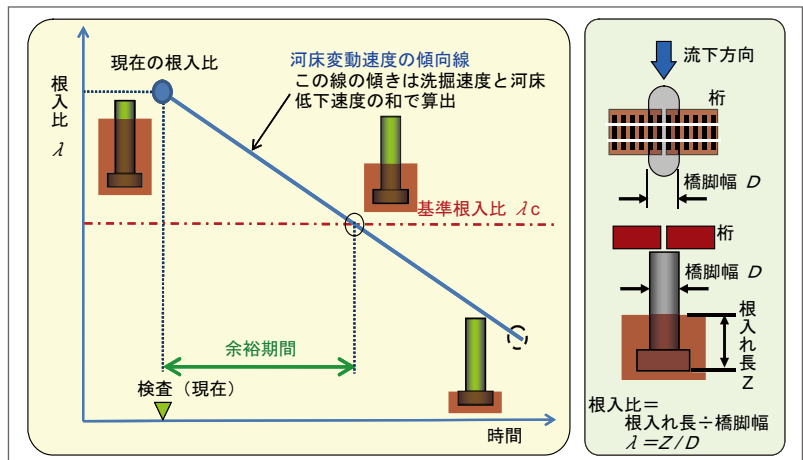 現在の根入比
根入比 λ
河床変動速度の傾向線
この線の傾きは洗掘速度と河床
低下速度の和で算出
基準根入比 λc
余裕期間
検査（現在）
時間
流下方向
桁
橋脚幅 D
桁
橋脚幅 D
根入れ長 Z
根入比＝
根入れ長÷橋脚幅
λ＝Z/D